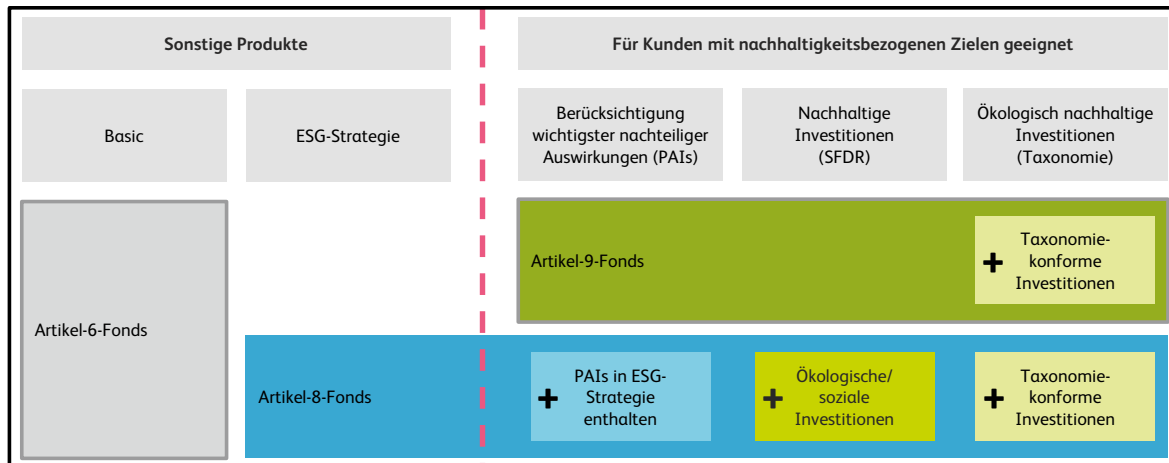 Sonstige Produkte
Für Kunden mit nachhaltigkeitsbezogenen Zielen geeignet
Basic
ESG-Strategie
Berücksichtigung
wichtigster nachteiliger
Auswirkungen (PAIs)
Nachhaltige
Investitionen
(SFDR)
Ökologisch nachhaltige
Investitionen
(Taxonomie)
Artikel-6-Fonds
Artikel-9-Fonds
+ Taxonomie-
konforme
Investitionen
Artikel-8-Fonds
+ PAIs in ESG-
Strategie
enthalten
+ Ökologische/
soziale
Investitionen
+ Taxonomie-
konforme
Investitionen